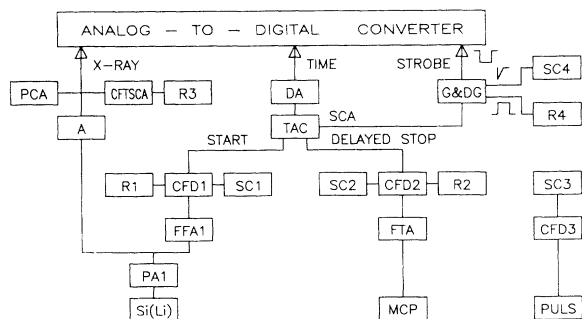 ANALOG - TO - DIGITAL CONVERTER
X-RAY TIME STROBE SC4
PCA CFTSCA R3 DA G&DG
A TAC SCA R4
START DELAYED STOP
R1 CFD1 SC1 SC2 CFD2 R2 SC3
FFA1 FTA CFD3
PA1
Si(Li) MCP PULS